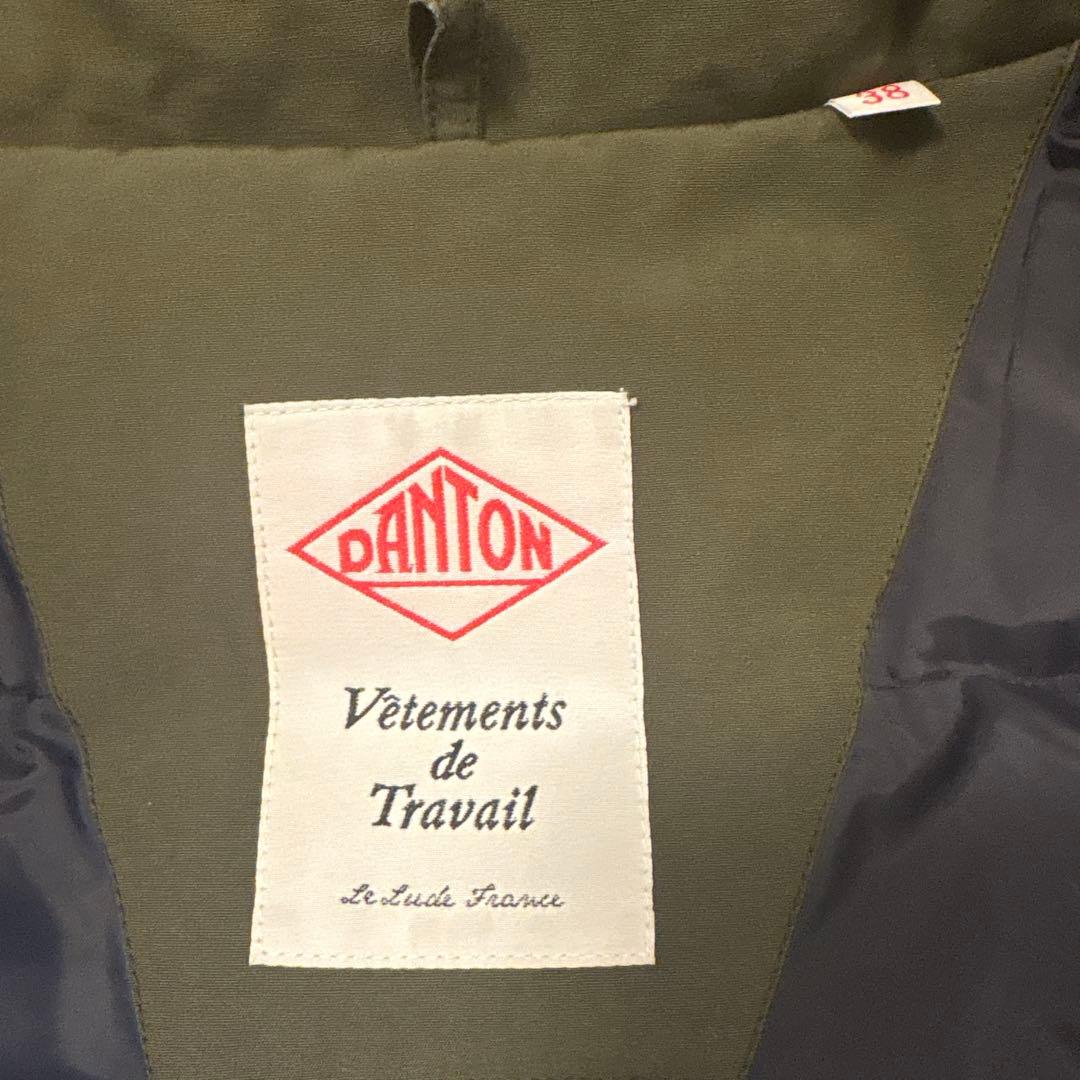 38
DANTON
Vêtements
de
Travail
Le Lude France